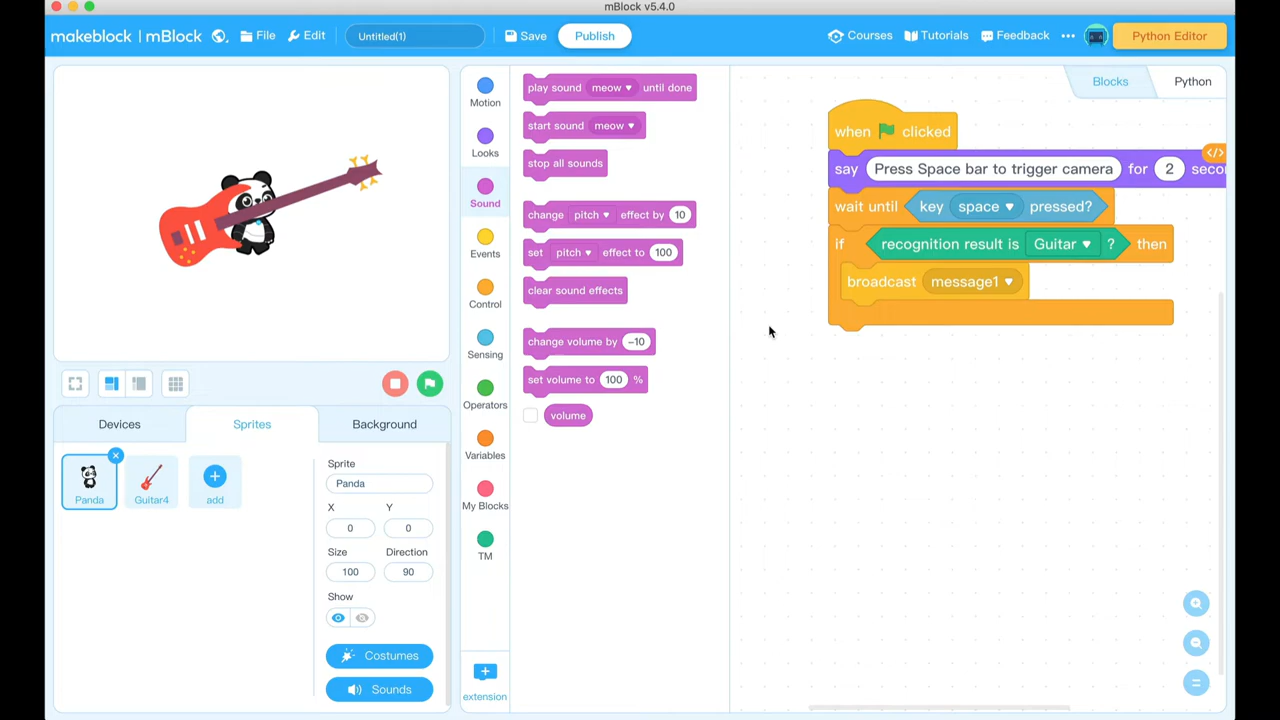 mBlock v5.4.0
makeblock | mBlock File Edit Untitled(1) Save Publish Courses Tutorials Feedback Python Editor
Blocks Python
Motion
Looks
Sound
Events
Control
Sensing
Operators
Variables
My Blocks
TM
extension
play sound meow until done
start sound meow
stop all sounds
change pitch effect by 10
set pitch effect to 100
clear sound effects
change volume by -10
set volume to 100 %
volume
when clicked
say Press Space bar to trigger camera for 2 seco
wait until key space pressed?
if recognition result is Guitar ? then
broadcast message1
Devices Sprites Background
Panda Guitar4 add
Sprite
Panda
X Y
0 0
Size Direction
100 90
Show
Costumes
Sounds